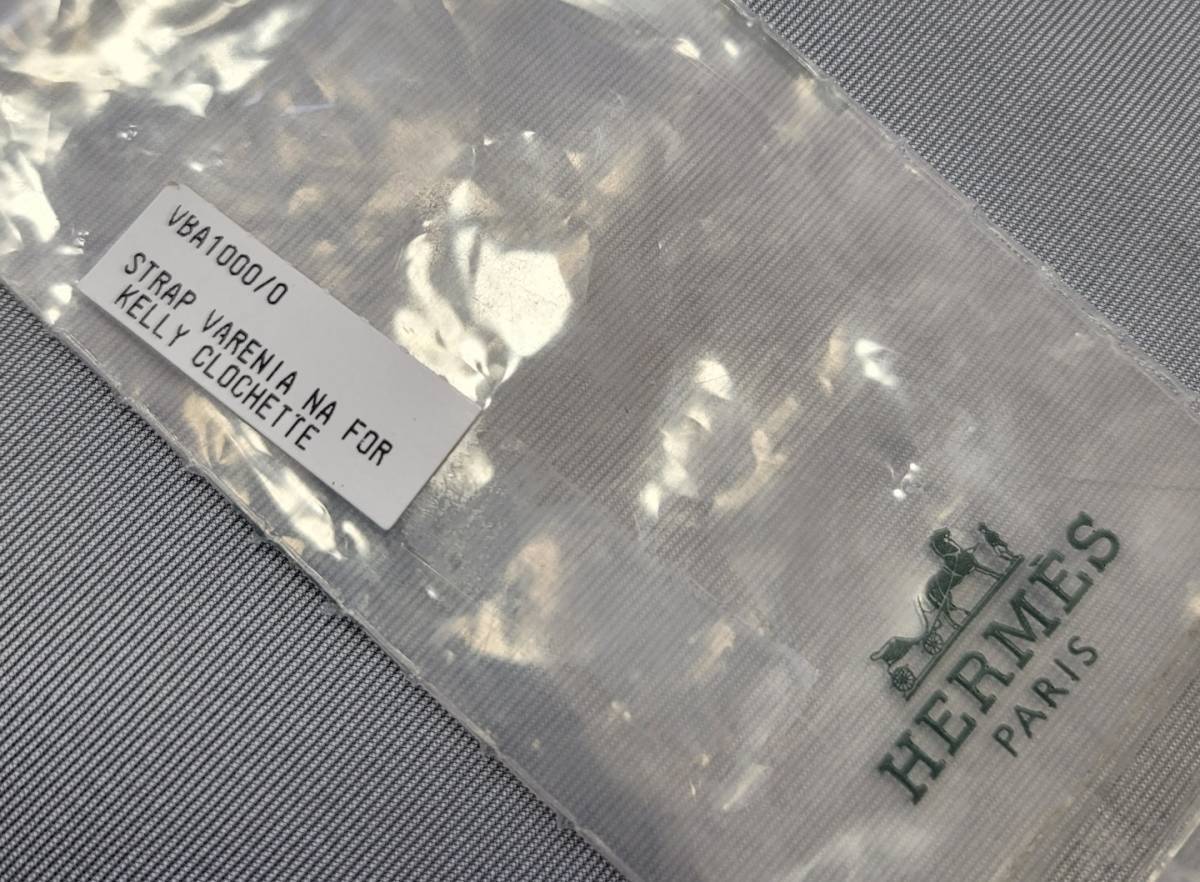 VBA1000/0
STRAP VARENIA NA FOR
KELLY CLOCHETTE
HERMÈS
PARIS